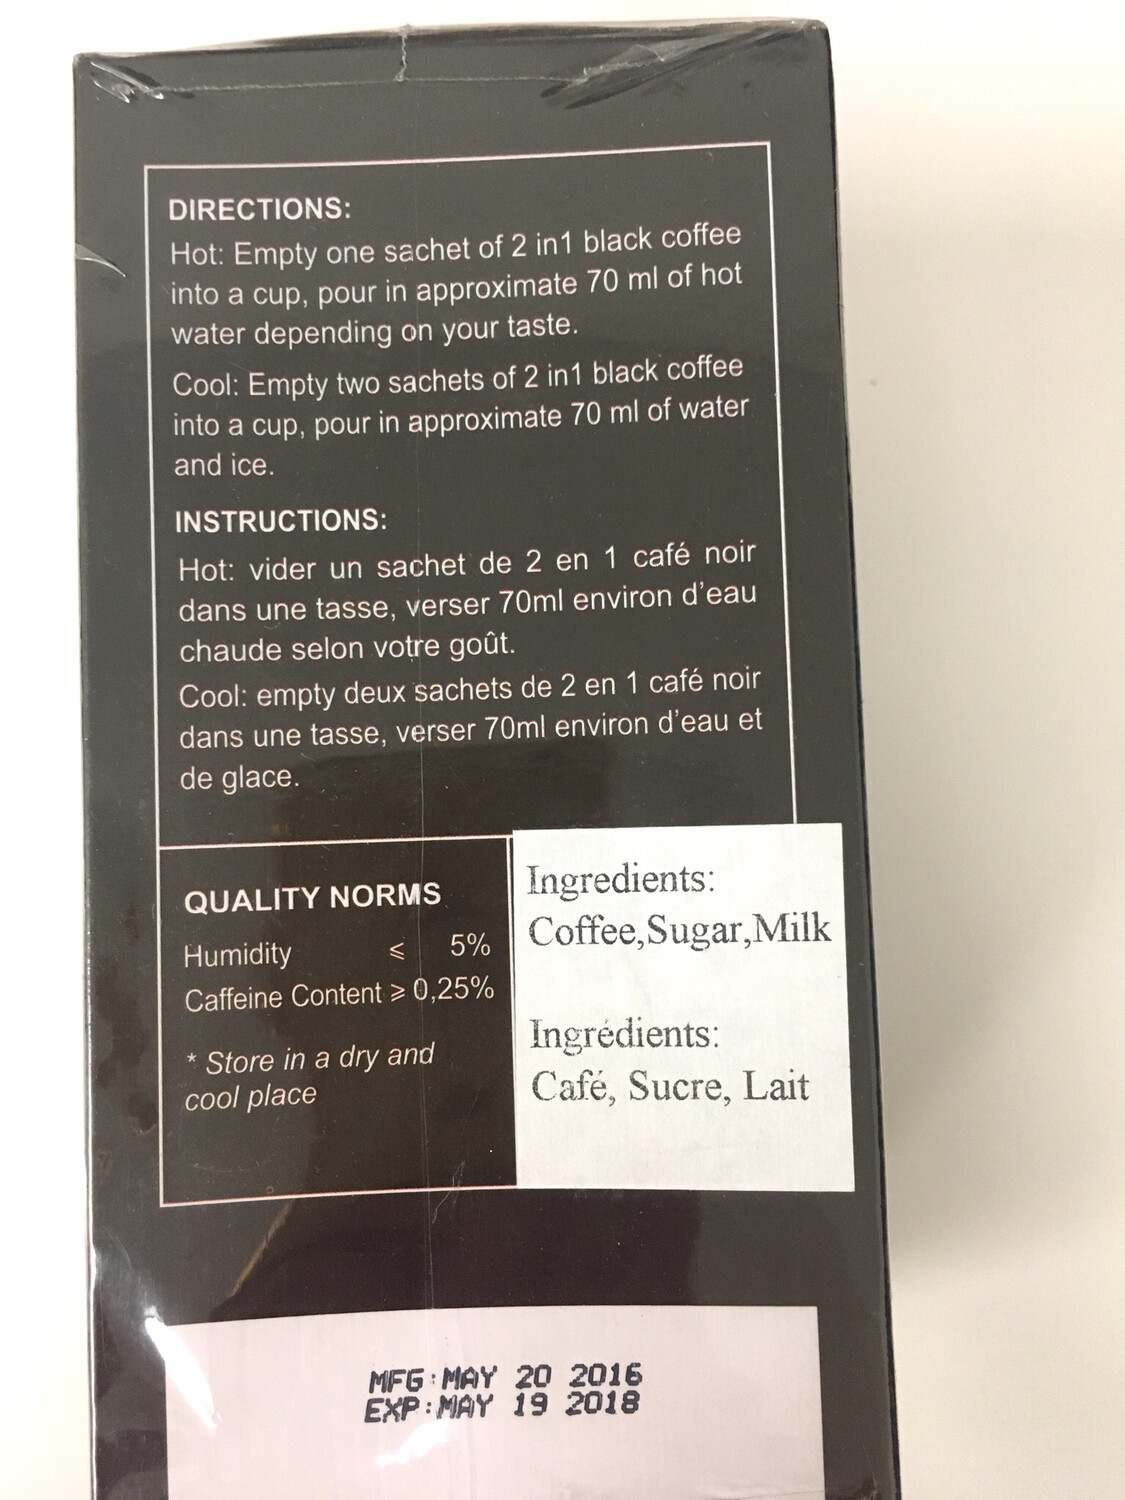 DIRECTIONS:
Hot: Empty one sachet of 2 in1 black coffee
into a cup, pour in approximate 70 ml of hot
water depending on your taste.
Cool: Empty two sachets of 2 in1 black coffee
into a cup, pour in approximate 70 ml of water
and ice.
INSTRUCTIONS:
Hot: vider un sachet de 2 en 1 café noir
dans une tasse, verser 70ml environ d'eau
chaude selon votre goût.
Cool: empty deux sachets de 2 en 1 café noir
dans une tasse, verser 70ml environ d'eau et
de glace.
QUALITY NORMS
Humidity ⩽ 5%
Caffeine Content ⩾ 0,25%
* Store in a dry and
cool place
Ingredients:
Coffee,Sugar,Milk
Ingrédients:
Café, Sucre, Lait
MFG:MAY 20 2016
EXP:MAY 19 2018